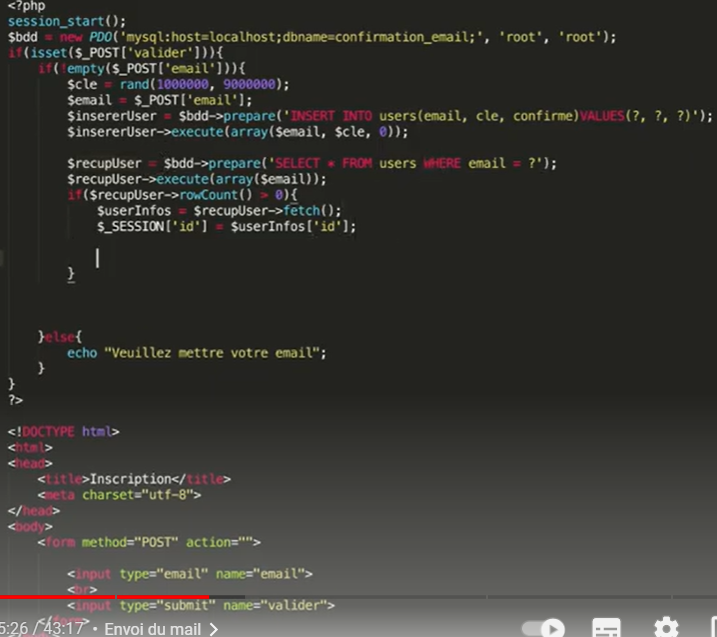 <?php
session_start();
$bdd = new PDO('mysql:host=localhost;dbname=confirmation_email;', 'root', 'root');
if(isset($_POST['valider'])){
    if(!empty($_POST['email'])){
        $cle = rand(1000000, 9000000);
        $email = $_POST['email'];
        $insererUser = $bdd->prepare('INSERT INTO users(email, cle, confirme)VALUES(?, ?, ?)');
        $insererUser->execute(array($email, $cle, 0));
        $recupUser = $bdd->prepare('SELECT * FROM users WHERE email = ?');
        $recupUser->execute(array($email));
        if($recupUser->rowCount() > 0){
            $userInfos = $recupUser->fetch();
            $_SESSION['id'] = $userInfos['id'];
        }
    }else{
        echo "Veuillez mettre votre email";
    }
}
?>
<!DOCTYPE html>
<html>
<head>
    <title>Inscription</title>
    <meta charset="utf-8">
</head>
<body>
    <form method="POST" action="">
        <input type="email" name="email">
        <br>
        <input type="submit" name="valider">
    </form>
5:26 / 43:17 • Envoi du mail >